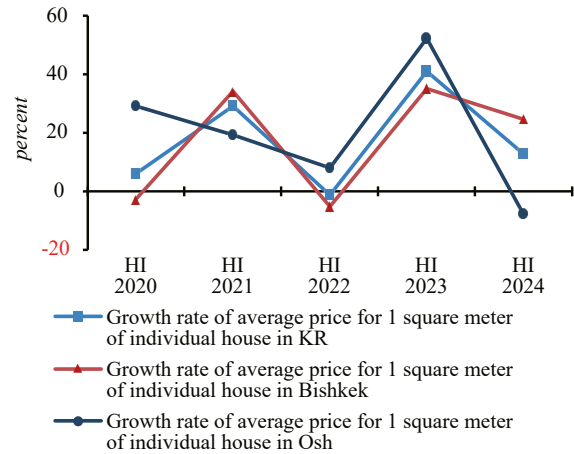 60
40
percent
20
0
-20
HI HI HI HI HI
2020 2021 2022 2023 2024
Growth rate of average price for 1 square meter
of individual house in KR
Growth rate of average price for 1 square meter
of individual house in Bishkek
Growth rate of average price for 1 square meter
of individual house in Osh